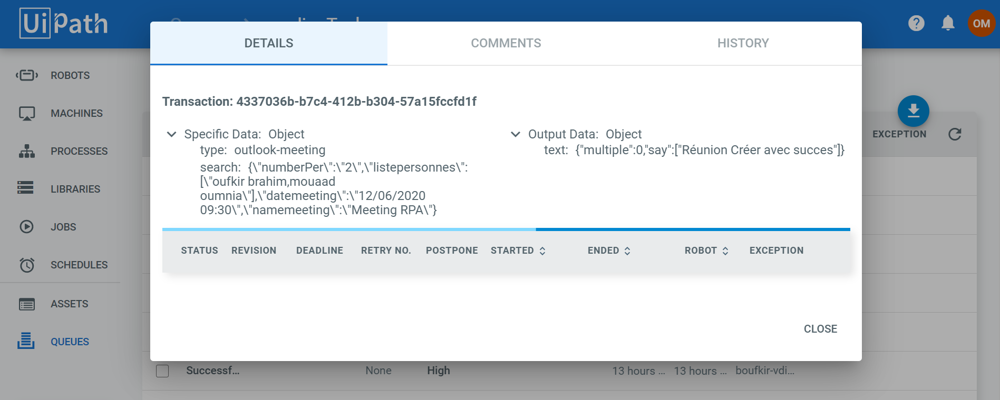 UiPath
OM
DETAILS
COMMENTS
HISTORY
ROBOTS
MACHINES
PROCESSES
LIBRARIES
JOBS
SCHEDULES
ASSETS
QUEUES
Transaction: 4337036b-b7c4-412b-b304-57a15fccfd1f
Specific Data: Object
type: outlook-meeting
search: {\"numberPer\":\"2\",\"listepersonnes\":
[\"oufkir brahim,mouaad
oumnia\"],\"datemeeting\":\"12/06/2020
09:30\",\"namemeeting\":\"Meeting RPA\"}
Output Data: Object
text: {"multiple":0,"say":["Réunion Créer avec succes"]}
EXCEPTION
STATUS REVISION DEADLINE RETRY NO. POSTPONE STARTED ENDED ROBOT EXCEPTION
CLOSE
Successf... None High 13 hours ... 13 hours ... boufkir-vdi...